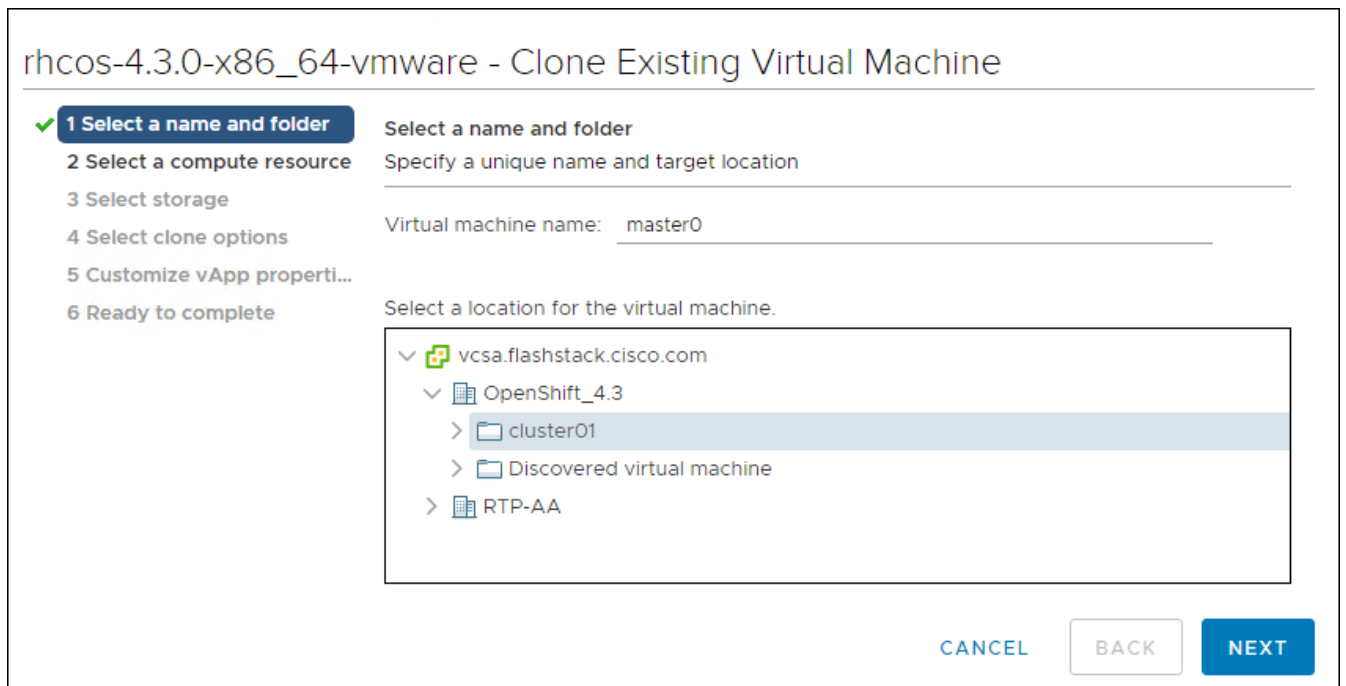 rhcos-4.3.0-x86_64-vmware - Clone Existing Virtual Machine
1 Select a name and folder
2 Select a compute resource
3 Select storage
4 Select clone options
5 Customize vApp properti...
6 Ready to complete
Select a name and folder
Specify a unique name and target location
Virtual machine name: master0
Select a location for the virtual machine.
vcsa.flashstack.cisco.com
OpenShift_4.3
cluster01
Discovered virtual machine
RTP-AA
CANCEL BACK NEXT